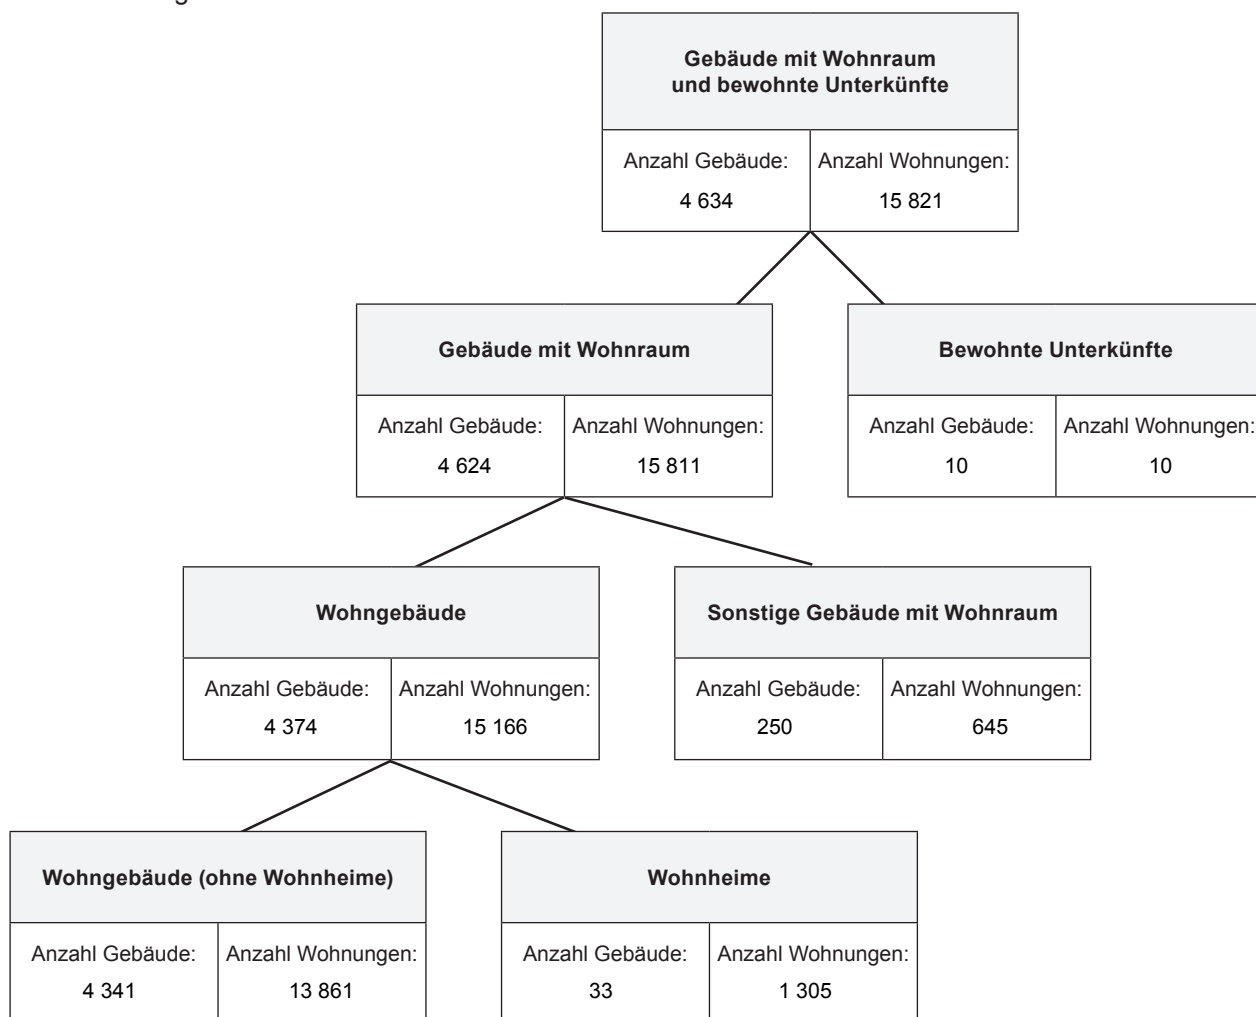 Gebäude mit Wohnraum
und bewohnte Unterkünfte
Anzahl Gebäude: Anzahl Wohnungen:
4 634 15 821
Gebäude mit Wohnraum Bewohnte Unterkünfte
Anzahl Gebäude: Anzahl Wohnungen: Anzahl Gebäude: Anzahl Wohnungen:
4 624 15 811 10 10
Wohngebäude Sonstige Gebäude mit Wohnraum
Anzahl Gebäude: Anzahl Wohnungen: Anzahl Gebäude: Anzahl Wohnungen:
4 374 15 166 250 645
Wohngebäude (ohne Wohnheime) Wohnheime
Anzahl Gebäude: Anzahl Wohnungen: Anzahl Gebäude: Anzahl Wohnungen:
4 341 13 861 33 1 305